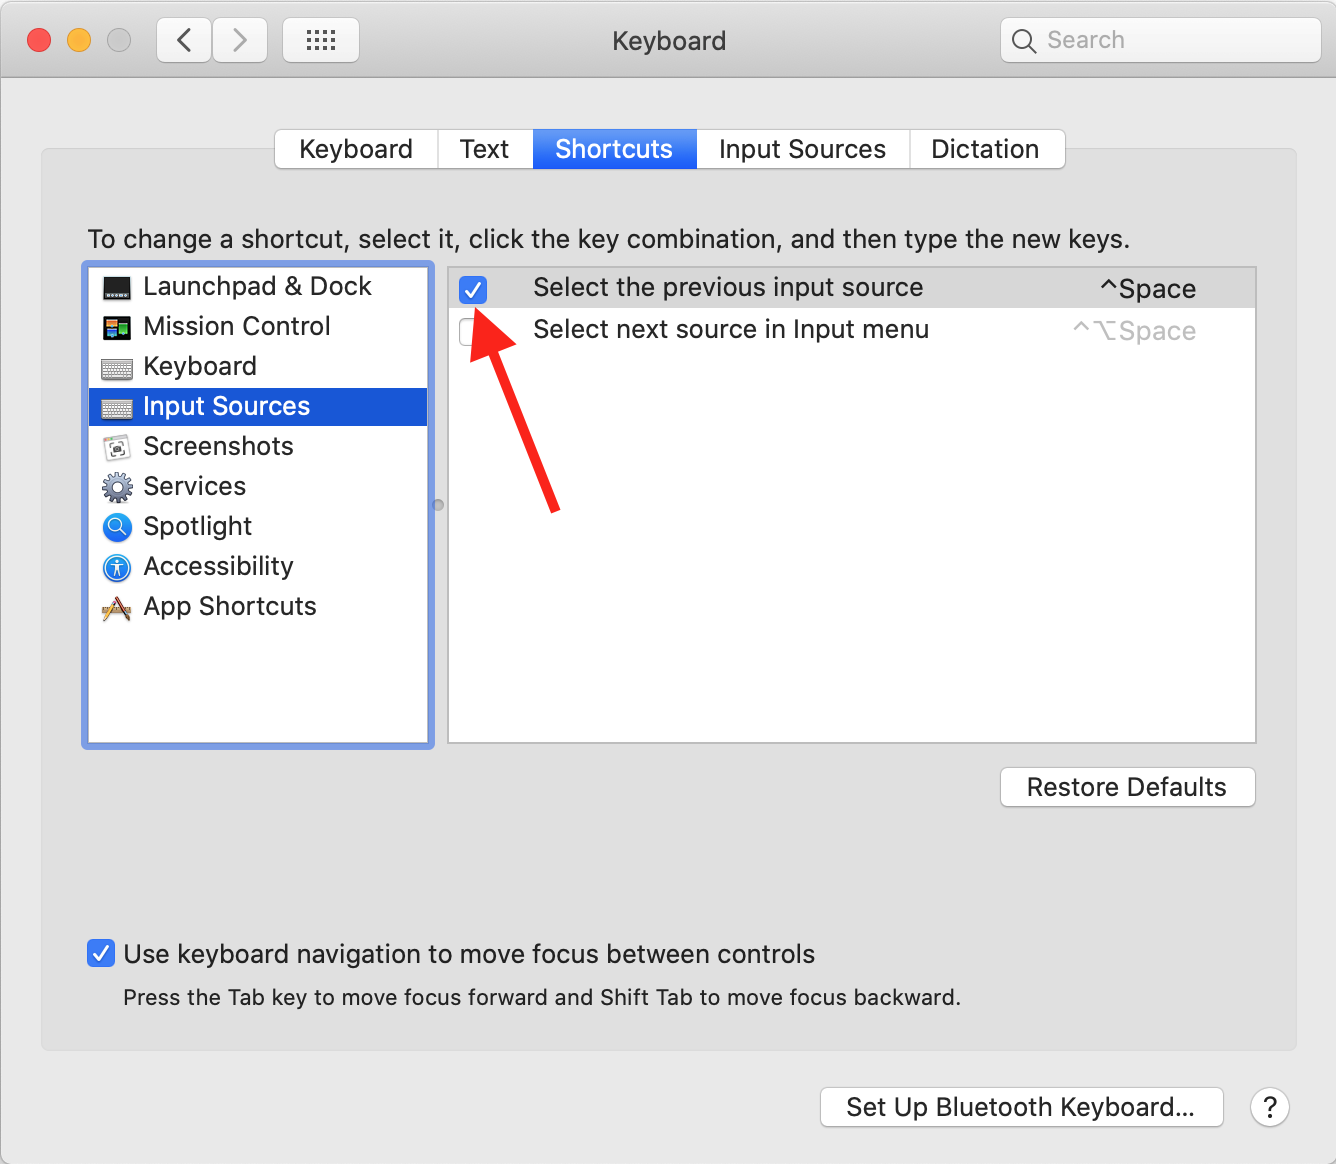 Keyboard
Search
Keyboard Text Shortcuts Input Sources Dictation
To change a shortcut, select it, click the key combination, and then type the new keys.
Launchpad & Dock
Mission Control
Keyboard
Input Sources
Screenshots
Services
Spotlight
Accessibility
App Shortcuts
Select the previous input source ^Space
Select next source in Input menu ^⌥Space
Restore Defaults
Use keyboard navigation to move focus between controls
Press the Tab key to move focus forward and Shift Tab to move focus backward.
Set Up Bluetooth Keyboard... ?